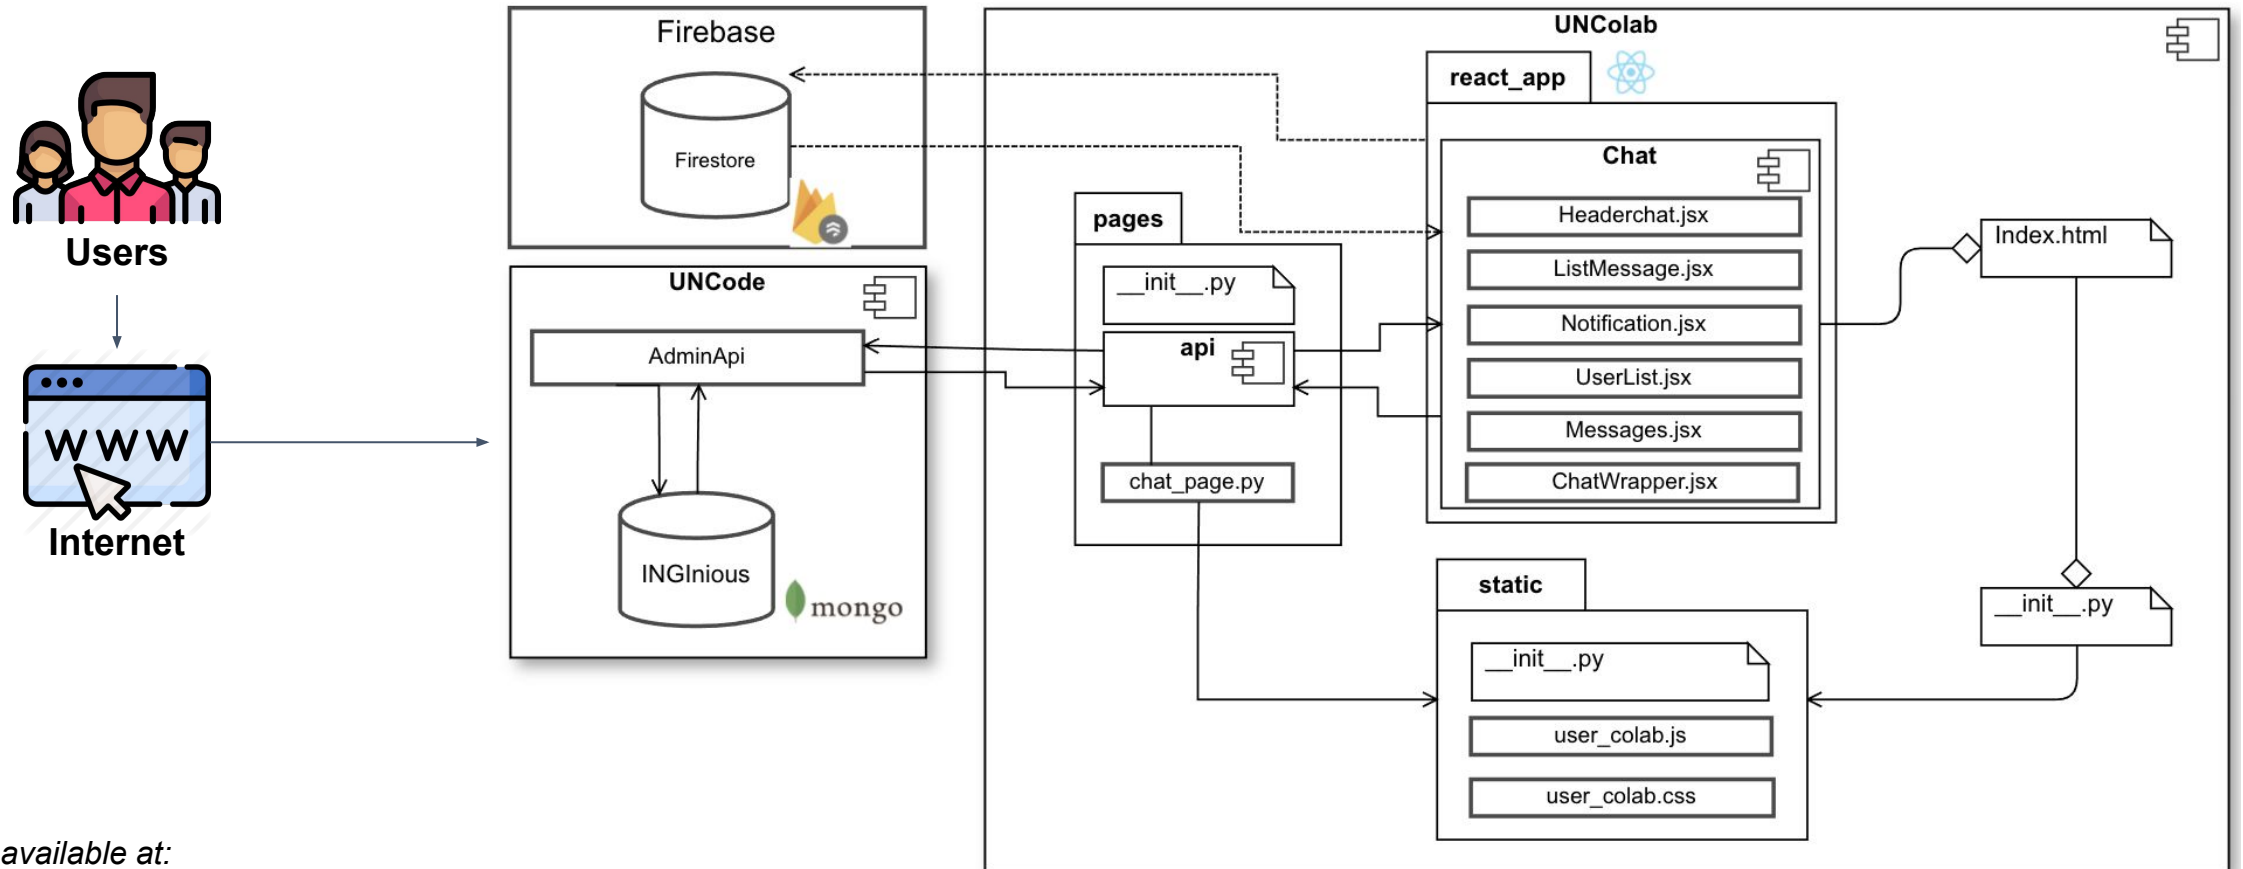 Users
WWW
Internet
available at:
Firebase
Firestore
UNCode
AdminApi
INGInious
mongo
UNColab
pages
__init__.py
api
chat_page.py
react_app
Chat
Headerchat.jsx
ListMessage.jsx
Notification.jsx
UserList.jsx
Messages.jsx
ChatWrapper.jsx
static
__init__.py
user_colab.js
user_colab.css
Index.html
__init__.py